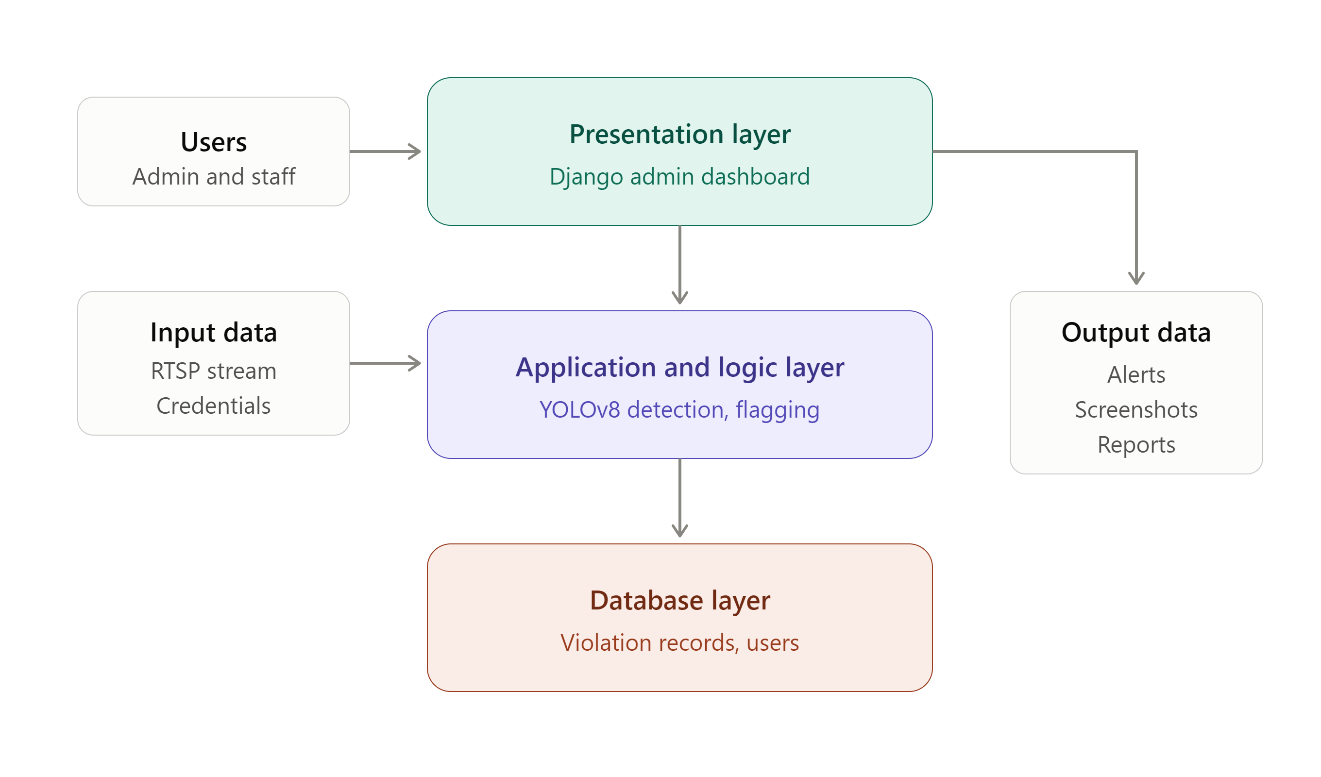 Users
Admin and staff
Presentation layer
Django admin dashboard
Input data
RTSP stream
Credentials
Application and logic layer
YOLOv8 detection, flagging
Output data
Alerts
Screenshots
Reports
Database layer
Violation records, users